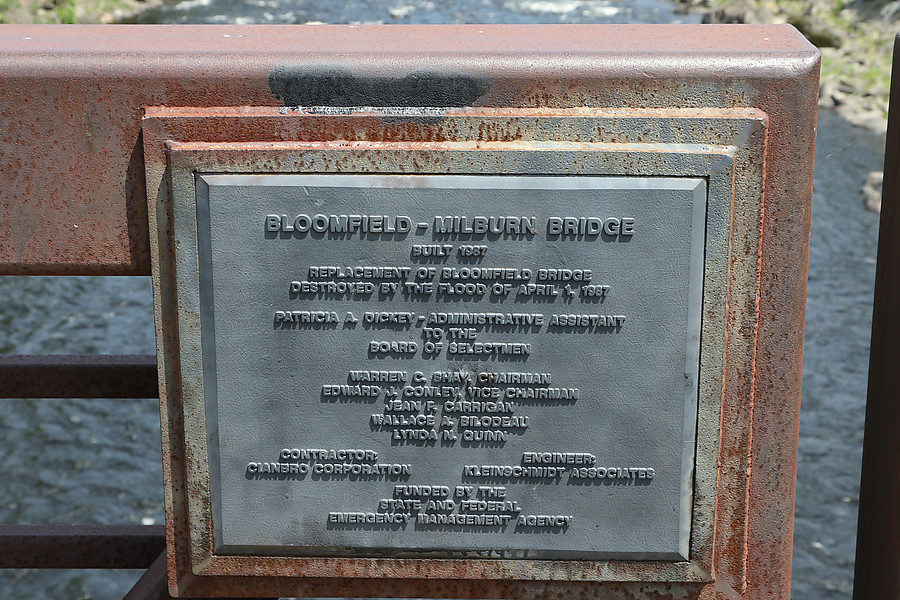 BLOOMFIELD - MILBURN BRIDGE
BUILT 1987
REPLACEMENT OF BLOOMFIELD BRIDGE
DESTROYED BY THE FLOOD OF APRIL 1, 1987
PATRICIA A. DICKEY - ADMINISTRATIVE ASSISTANT
TO THE
BOARD OF SELECTMEN
WARREN C. SHAY, CHAIRMAN
EDWARD J. CONLEY, VICE CHAIRMAN
JEAN F. CARRIGAN
WALLACE A. BILODEAU
LYNDA N. QUINN
CONTRACTOR: ENGINEER:
CIANBRO CORPORATION KLEINSCHMIDT ASSOCIATES
FUNDED BY THE
STATE AND FEDERAL
EMERGENCY MANAGEMENT AGENCY